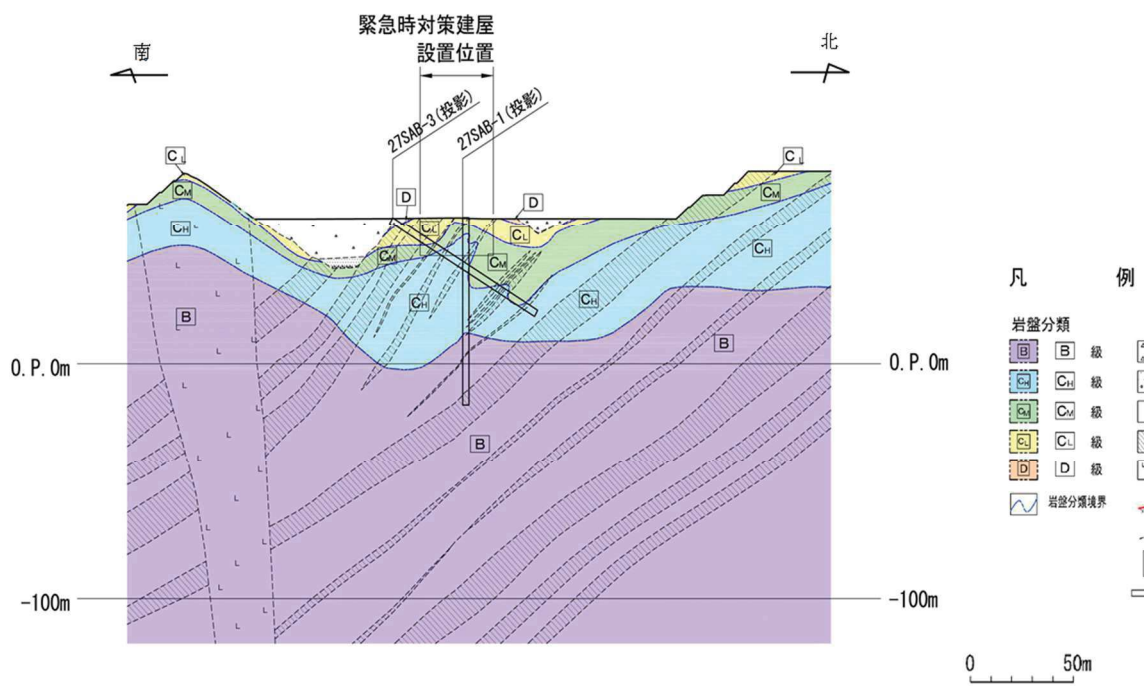 緊急時対策建屋
設置位置
南
北
27SAB-3(投影)
27SAB-1(投影)
CL
CL
D
D
CM
CM
CH
CL
CL
CM
CM
CH
CH
CH
B
B
B
O.P.0m
O.P.0m
-100m
-100m
凡 例
岩盤分類
B B 級
CH CH 級
CM CM 級
CL CL 級
D D 級
岩盤分類境界
0 50m